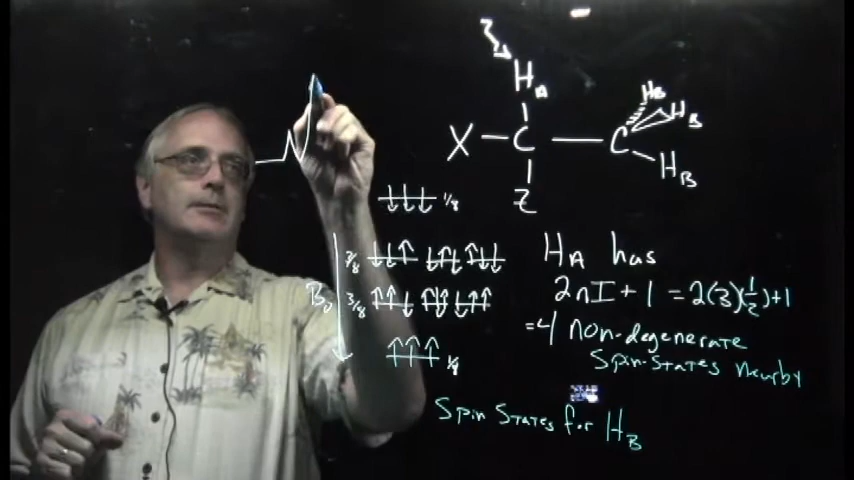 H_A
H_B
H_B
X — C — C
H_B
Z
1/8
3/8
B_0
3/8
1/8
H_A has
2nI + 1 = 2(3)(1/2)+1
=4 non-degenerate
Spin-States nearby
Spin States for H_B